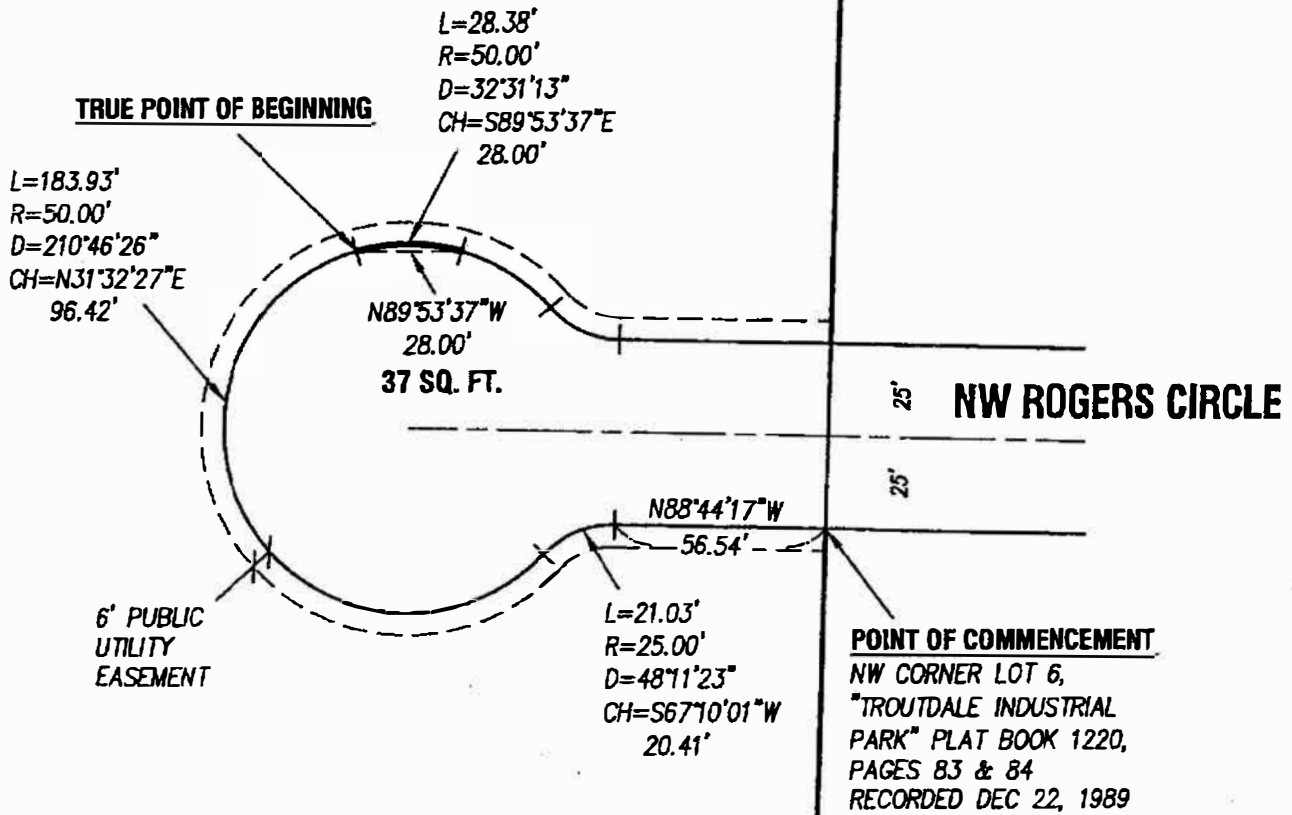 L=28.38'
R=50.00'
D=32°31'13"
CH=S89°53'37"E
28.00'
TRUE POINT OF BEGINNING
L=183.93'
R=50.00'
D=210°46'26"
CH=N31°32'27"E
96.42'
N89°53'37"W
28.00'
37 SQ. FT.
25'
NW ROGERS CIRCLE
25'
N88°44'17"W
56.54'
6' PUBLIC
UTILITY
EASEMENT
L=21.03'
R=25.00'
D=48°11'23"
CH=S67°10'01"W
20.41'
POINT OF COMMENCEMENT
NW CORNER LOT 6,
"TROUTDALE INDUSTRIAL
PARK" PLAT BOOK 1220,
PAGES 83 & 84
RECORDED DEC 22, 1989